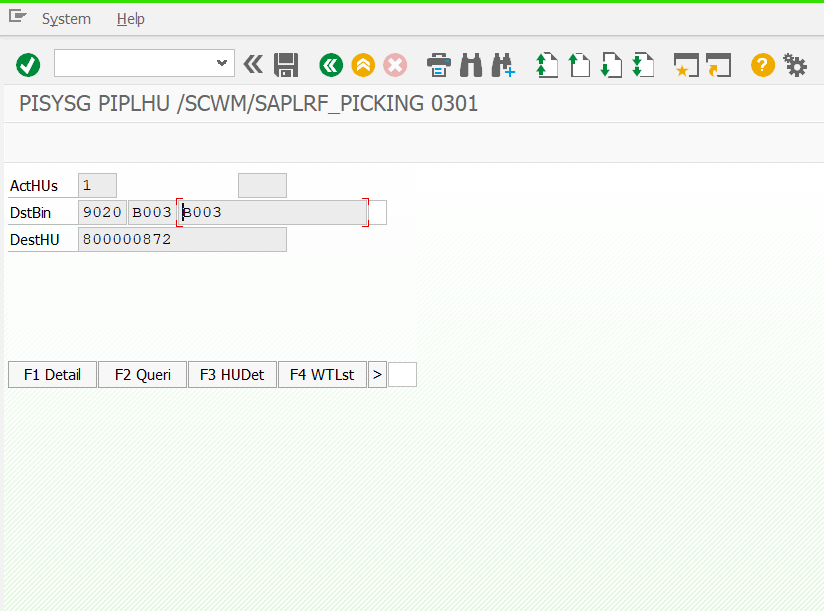 System Help
PISYSG PIPLHU /SCWM/SAPLRF_PICKING 0301
ActHUs 1
DstBin 9020 B003 B003
DestHU 800000872
F1 Detail F2 Queri F3 HUDet F4 WTLst >